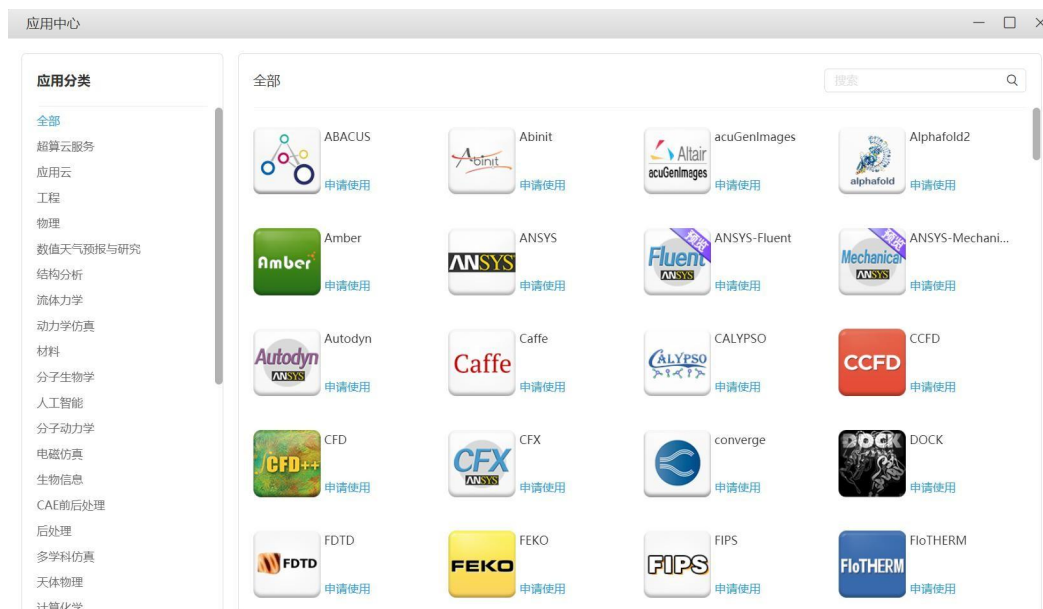 应用中心
应用分类
全部
超算云服务
应用云
工程
物理
数值天气预报与研究
结构分析
流体力学
动力学仿真
材料
分子生物学
人工智能
分子动力学
电磁仿真
生物信息
CAE前后处理
后处理
多学科仿真
天体物理
计算化学
全部
搜索
ABACUS
申请使用
Abinit
Abinit
申请使用
Altair
acuGenImages
acuGenImages
申请使用
alphafold
Alphafold2
申请使用
Amber
Amber
申请使用
ANSYS
ANSYS
申请使用
预览
Fluent
ANSYS
ANSYS-Fluent
申请使用
预览
Mechanical
ANSYS
ANSYS-Mechani...
申请使用
Autodyn
ANSYS
Autodyn
申请使用
Caffe
Caffe
申请使用
CALYPSO
CALYPSO
申请使用
CCFD
CCFD
申请使用
CFD++
CFD
申请使用
CFX
ANSYS
CFX
申请使用
converge
申请使用
DOCK
DOCK
申请使用
FDTD
FDTD
申请使用
FEKO
FEKO
申请使用
FIPS
FIPS
申请使用
FloTHERM
FloTHERM
申请使用